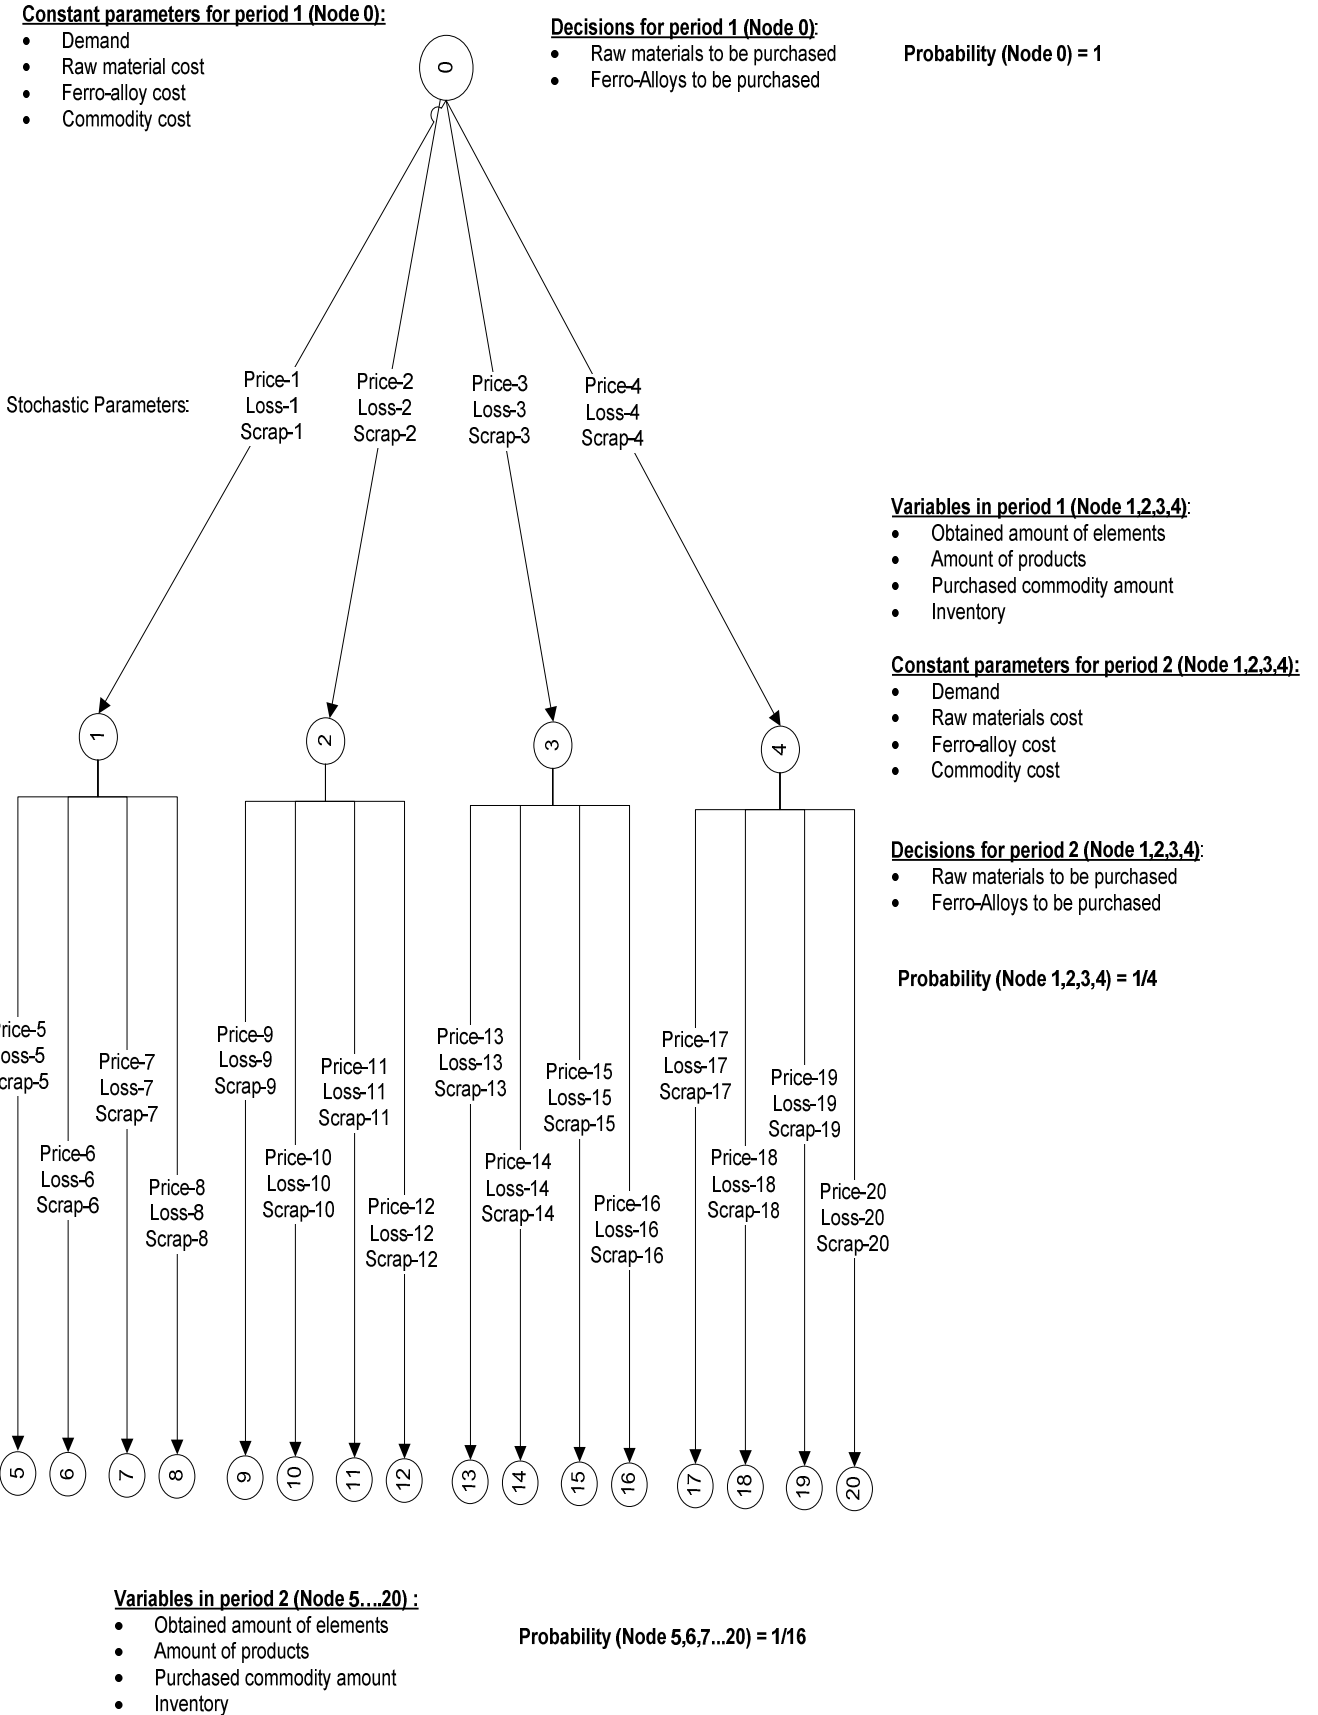 Constant parameters for period 1 (Node 0):
• Demand
• Raw material cost
• Ferro-alloy cost
• Commodity cost
Decisions for period 1 (Node 0):
• Raw materials to be purchased
• Ferro-Alloys to be purchased
Probability (Node 0) = 1
0
Stochastic Parameters:
Price-1
Loss-1
Scrap-1
Price-2
Loss-2
Scrap-2
Price-3
Loss-3
Scrap-3
Price-4
Loss-4
Scrap-4
Variables in period 1 (Node 1,2,3,4):
• Obtained amount of elements
• Amount of products
• Purchased commodity amount
• Inventory
Constant parameters for period 2 (Node 1,2,3,4):
• Demand
• Raw materials cost
• Ferro-alloy cost
• Commodity cost
Decisions for period 2 (Node 1,2,3,4):
• Raw materials to be purchased
• Ferro-Alloys to be purchased
Probability (Node 1,2,3,4) = 1/4
1
2
3
4
rice-5
oss-5
crap-5
Price-6
Loss-6
Scrap-6
Price-7
Loss-7
Scrap-7
Price-8
Loss-8
Scrap-8
Price-9
Loss-9
Scrap-9
Price-10
Loss-10
Scrap-10
Price-11
Loss-11
Scrap-11
Price-12
Loss-12
Scrap-12
Price-13
Loss-13
Scrap-13
Price-14
Loss-14
Scrap-14
Price-15
Loss-15
Scrap-15
Price-16
Loss-16
Scrap-16
Price-17
Loss-17
Scrap-17
Price-18
Loss-18
Scrap-18
Price-19
Loss-19
Scrap-19
Price-20
Loss-20
Scrap-20
5
6
7
8
9
10
11
12
13
14
15
16
17
18
19
20
Variables in period 2 (Node 5….20) :
• Obtained amount of elements
• Amount of products
• Purchased commodity amount
• Inventory
Probability (Node 5,6,7...20) = 1/16